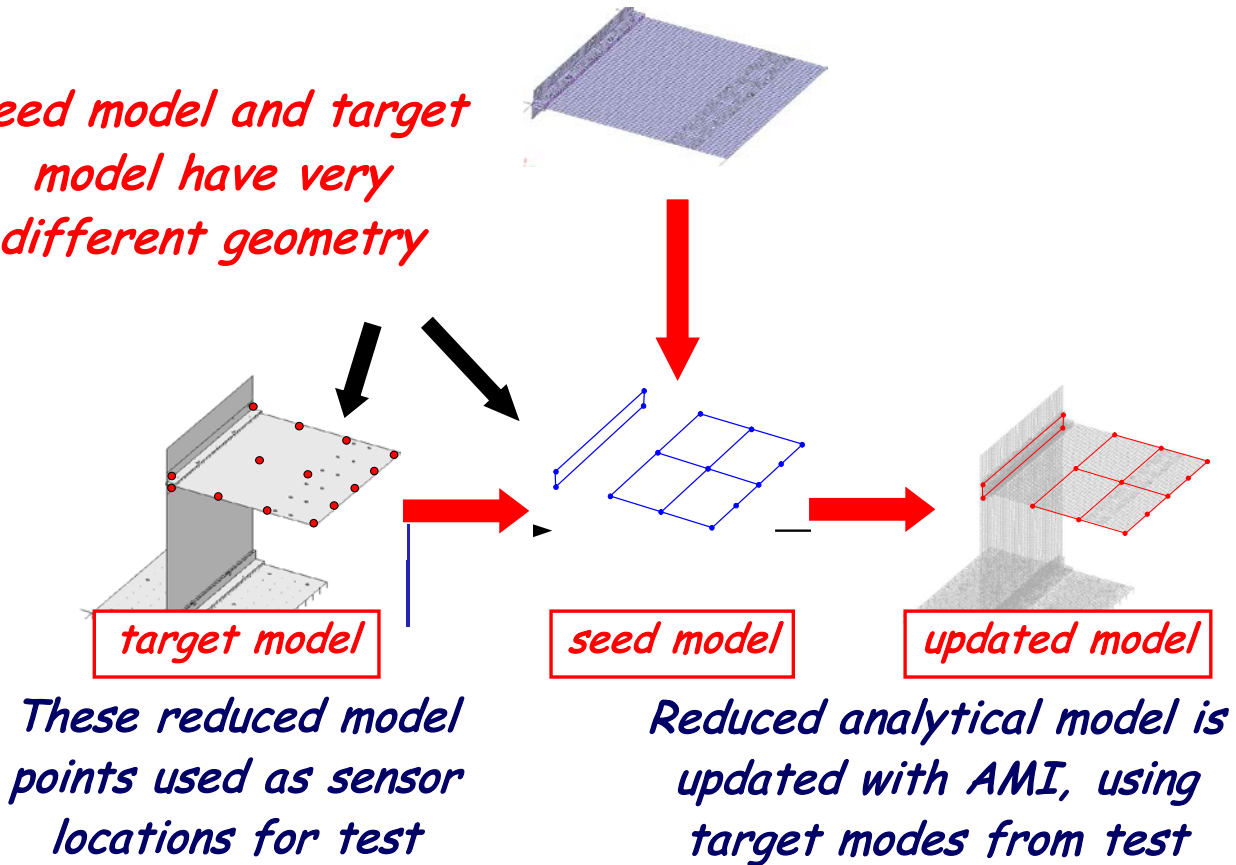 eed model and target
model have very
different geometry
target model
seed model
updated model
These reduced model
points used as sensor
locations for test
Reduced analytical model is
updated with AMI, using
target modes from test